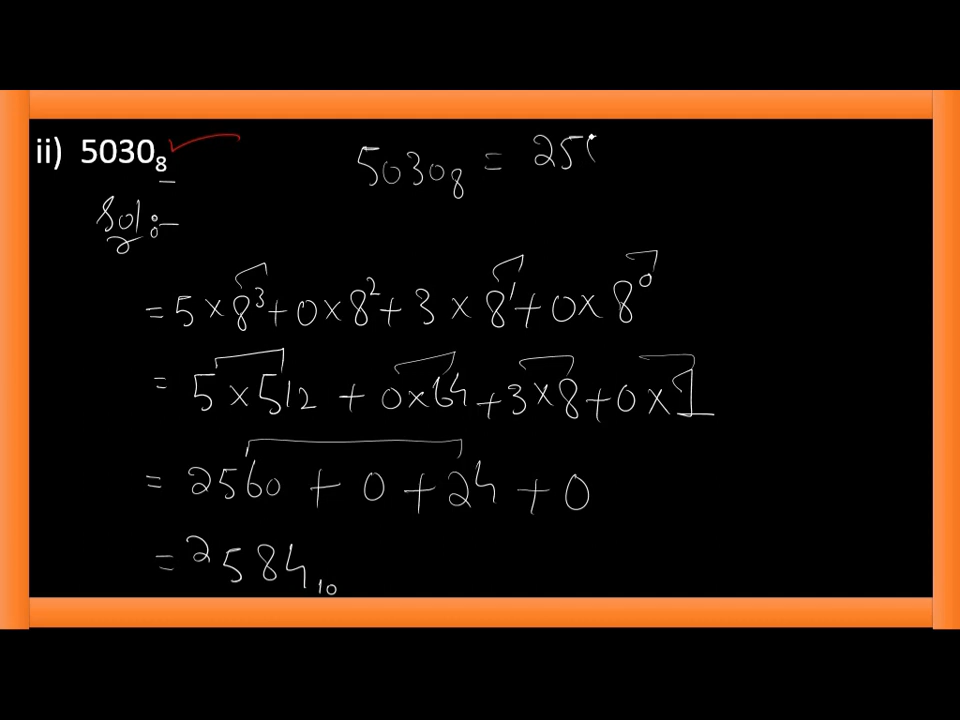 ii) 5030₈
5030₈ = 25
Sol:-
= 5 × 8³ + 0 × 8² + 3 × 8¹ + 0 × 8⁰
= 5 × 512 + 0 × 64 + 3 × 8 + 0 × 1
= 2560 + 0 + 24 + 0
= 2584₁₀